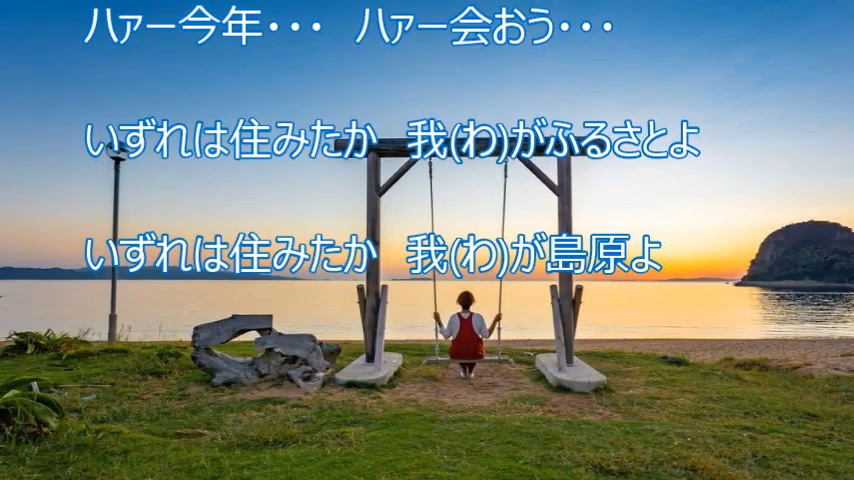 ハァー今年・・・　ハァー会おう・・・
いずれは住みたか　我(わ)がふるさとよ
いずれは住みたか　我(わ)が島原よ